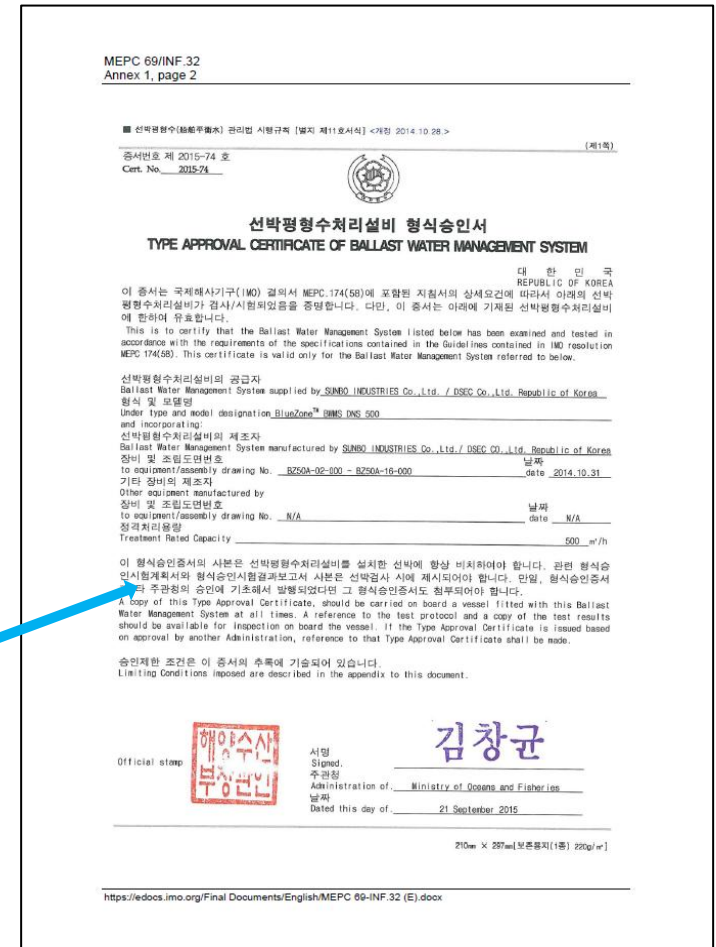 MEPC 69/INF.32
Annex 1, page 2
■ 선박평형수(船舶平衡水) 관리법 시행규칙 [별지 제11호서식] <개정 2014.10.28.>
(제1쪽)
증서번호 제 2015-74 호
Cert. No. 2015-74
선박평형수처리설비 형식승인서
TYPE APPROVAL CERTIFICATE OF BALLAST WATER MANAGEMENT SYSTEM
대 한 민 국
REPUBLIC OF KOREA
이 증서는 국제해사기구(IMO) 결의서 MEPC.174(58)에 포함된 지침서의 상세요건에 따라서 아래의 선박
평형수처리설비가 검사/시험되었음을 증명합니다. 다만, 이 증서는 아래에 기재된 선박평형수처리설비
에 한하여 유효합니다.
This is to certify that the Ballast Water Management System listed below has been examined and tested in
accordance with the requirements of the specifications contained in the Guidelines contained in IMO resolution
MEPC 174(58). This certificate is valid only for the Ballast Water Management System referred to below.
선박평형수처리설비의 공급자
Ballast Water Management System supplied by SUNBO INDUSTRIES Co.,Ltd. / DSEC Co.,Ltd. Republic of Korea
형식 및 모델명
Under type and model designation BlueZone™ BWMS DNS 500
and incorporating:
선박평형수처리설비의 제조자
Ballast Water Management System manufactured by SUNBO INDUSTRIES Co.,Ltd./ DSEC CO.,Ltd. Republic of Korea
장비 및 조립도면번호 날짜
to equipment/assembly drawing No. BZ50A-02-000 ~ BZ50A-16-000 date 2014.10.31
기타 장비의 제조자
Other equipment manufactured by
장비 및 조립도면번호 날짜
to equipment/assembly drawing No. N/A date N/A
정격처리용량
Treatment Rated Capacity 500 ㎥/h
이 형식승인증서의 사본은 선박평형수처리설비를 설치한 선박에 항상 비치하여야 합니다. 관련 형식승
인시험계획서와 형식승인시험결과보고서 사본은 선박검사 시에 제시되어야 합니다. 만일, 형식승인증서
타 주관청의 승인에 기초해서 발행되었다면 그 형식승인증서도 첨부되어야 합니다.
A copy of this Type Approval Certificate, should be carried on board a vessel fitted with this Ballast
Water Management System at all times. A reference to the test protocol and a copy of the test results
should be available for inspection on board the vessel. If the Type Approval Certificate is issued based
on approval by another Administration, reference to that Type Approval Certificate shall be made.
승인제한 조건은 이 증서의 추록에 기술되어 있습니다.
Limiting Conditions imposed are described in the appendix to this document.
Official stamp
해양수산
부장관인
서명
Signed. 김창균
주관청
Administration of. Ministry of Oceans and Fisheries
날짜
Dated this day of. 21 September 2015
210㎜ × 297㎜[보존용지(1종) 220g/㎡]
https://edocs.imo.org/Final Documents/English/MEPC 69-INF.32 (E).docx